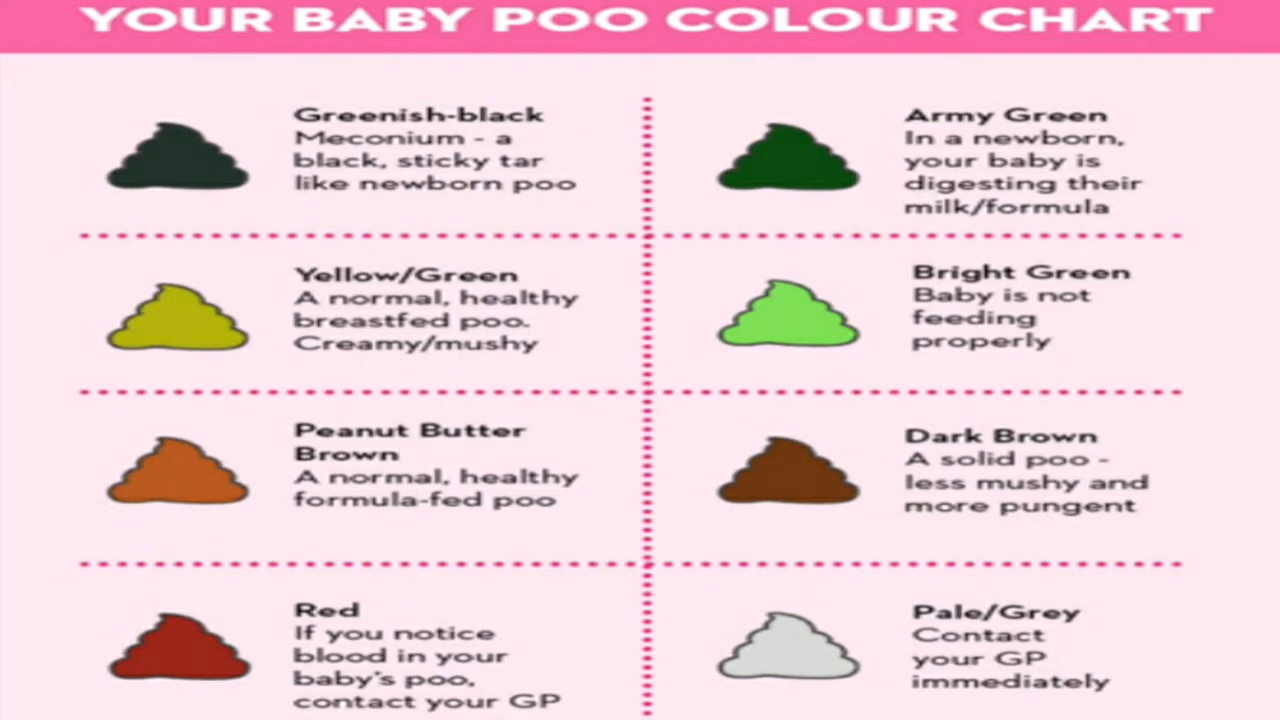 YOUR BABY POO COLOUR CHART
Greenish-black
Meconium - a
black, sticky tar
like newborn poo
Army Green
In a newborn,
your baby is
digesting their
milk/formula
Yellow/Green
A normal, healthy
breastfed poo.
Creamy/mushy
Bright Green
Baby is not
feeding
properly
Peanut Butter
Brown
A normal, healthy
formula-fed poo
Dark Brown
A solid poo -
less mushy and
more pungent
Red
If you notice
blood in your
baby's poo,
contact your GP
Pale/Grey
Contact
your GP
immediately